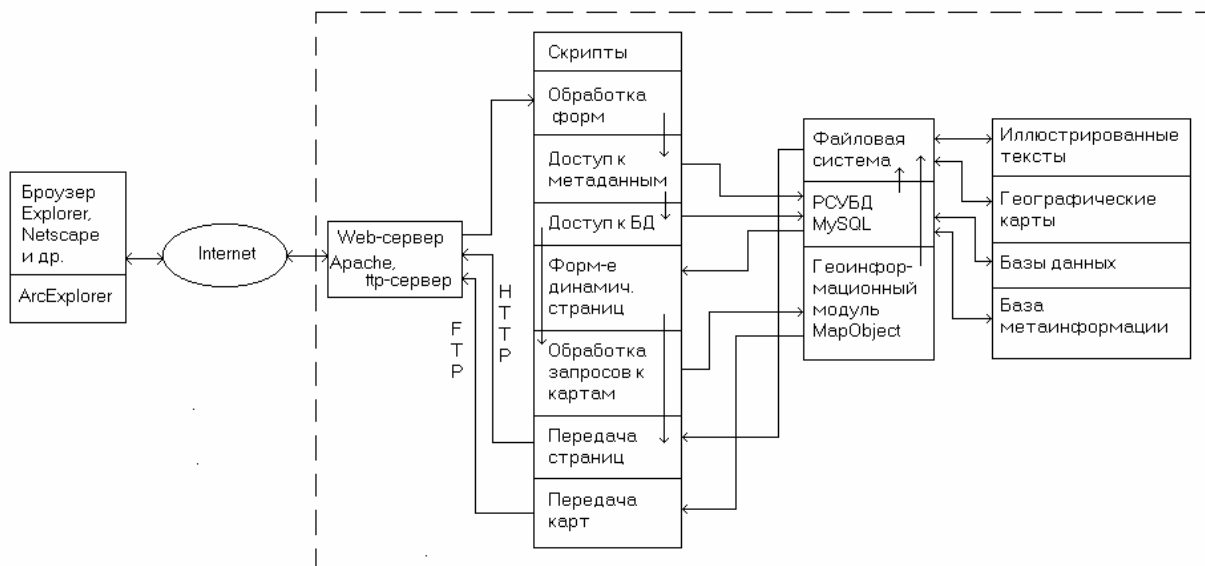 Броузер
Explorer,
Netscape
и др.
ArcExplorer
Internet
Web-сервер
Apache,
ftp-сервер
FTP
HTTP
Скрипты
Обработка
форм
Доступ к
метаданным
Доступ к БД
Форм-е
динамич.
страниц
Обработка
запросов к
картам
Передача
страниц
Передача
карт
Файловая
система
РСУБД
MySQL
Геоинфор-
мационный
модуль
MapObject
Иллюстрированные
тексты
Географические
карты
Базы данных
База
метаинформации